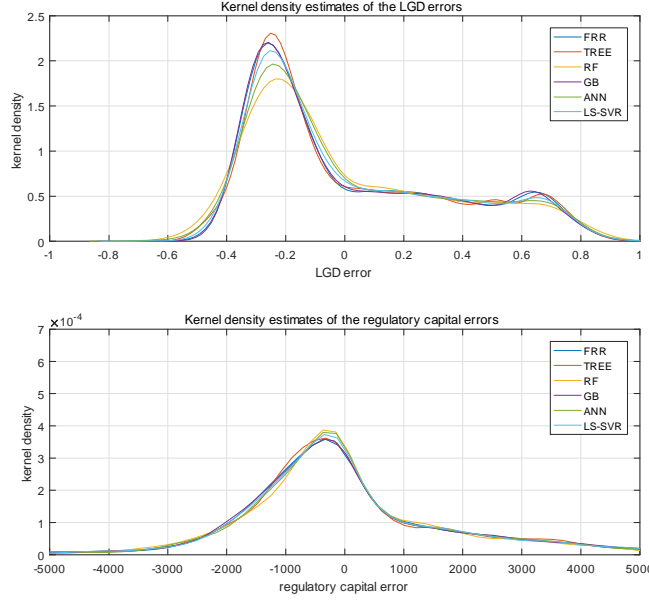 Kernel density estimates of the LGD errors
2.5
2
1.5
1
0.5
0
kernel density
-1 -0.8 -0.6 -0.4 -0.2 0 0.2 0.4 0.6 0.8 1
LGD error
FRR
TREE
RF
GB
ANN
LS-SVR
Kernel density estimates of the regulatory capital errors
×10-4
7
6
5
4
3
2
1
0
kernel density
-5000 -4000 -3000 -2000 -1000 0 1000 2000 3000 4000 5000
regulatory capital error
FRR
TREE
RF
GB
ANN
LS-SVR